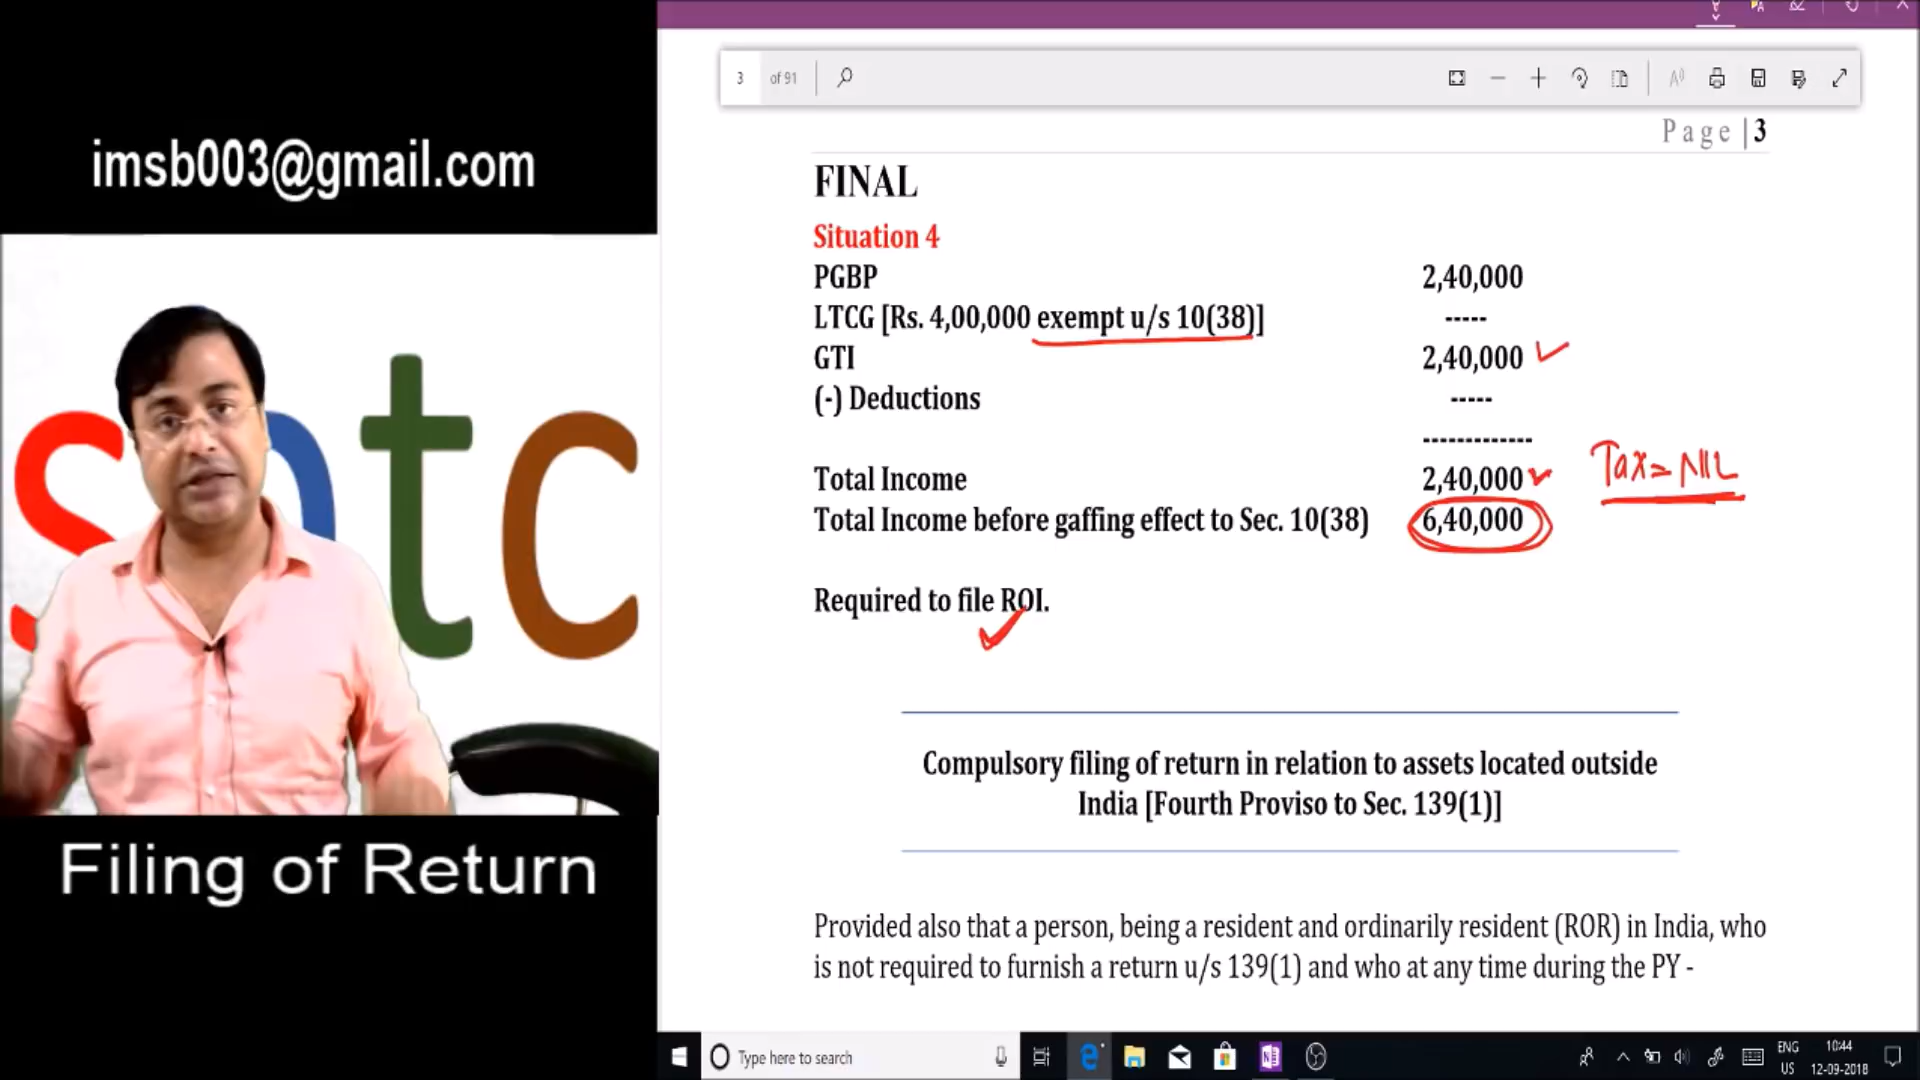 imsb003@gmail.com
sntc
Filing of Return
3 of 91
Page | 3
FINAL
Situation 4
PGBP 2,40,000
LTCG [Rs. 4,00,000 exempt u/s 10(38)] -----
GTI 2,40,000
(-) Deductions -----
-------------
Total Income 2,40,000
Tax = NIL
Total Income before gaffing effect to Sec. 10(38) 6,40,000
Required to file ROI.
Compulsory filing of return in relation to assets located outside
India [Fourth Proviso to Sec. 139(1)]
Provided also that a person, being a resident and ordinarily resident (ROR) in India, who
is not required to furnish a return u/s 139(1) and who at any time during the PY -
Type here to search
ENG
US
10:44
12-09-2018